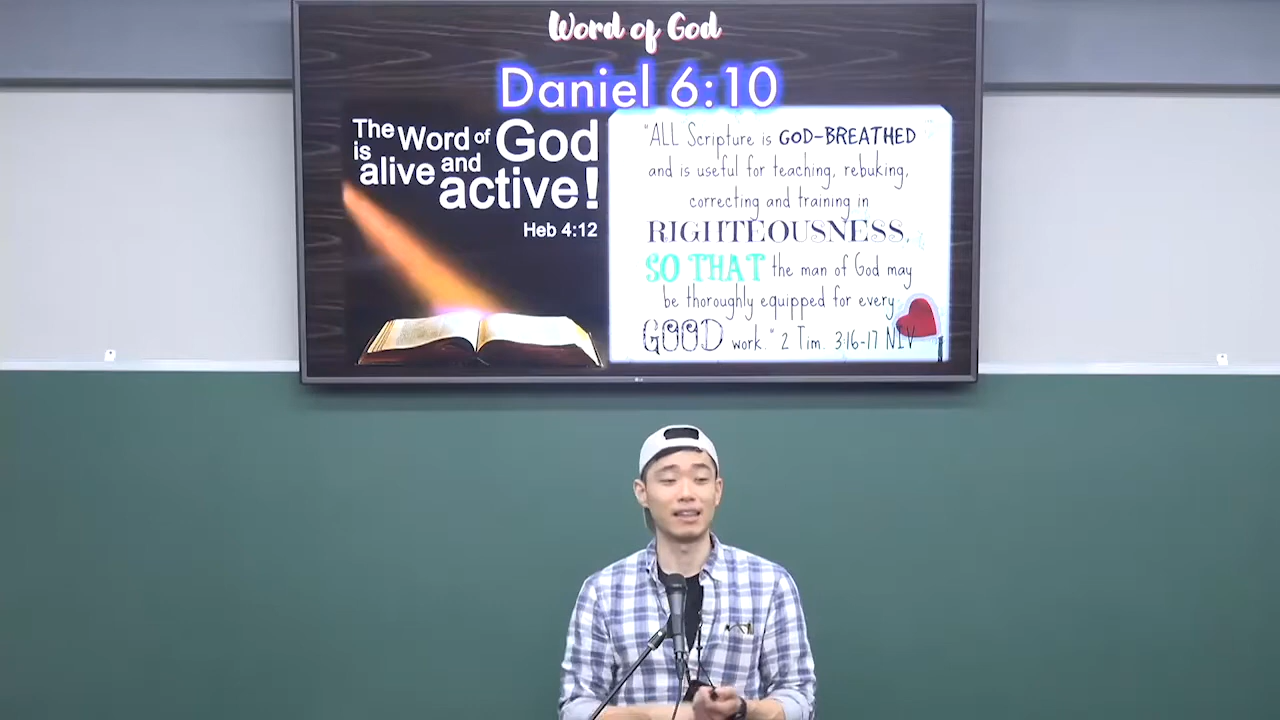 Word of God
Daniel 6:10
The Word of God
is alive and active!
Heb 4:12
"ALL Scripture is GOD-BREATHED
and is useful for teaching, rebuking,
correcting and training in
RIGHTEOUSNESS,
SO THAT the man of God may
be thoroughly equipped for every
GOOD work." 2 Tim. 3:16-17 NIV
LG